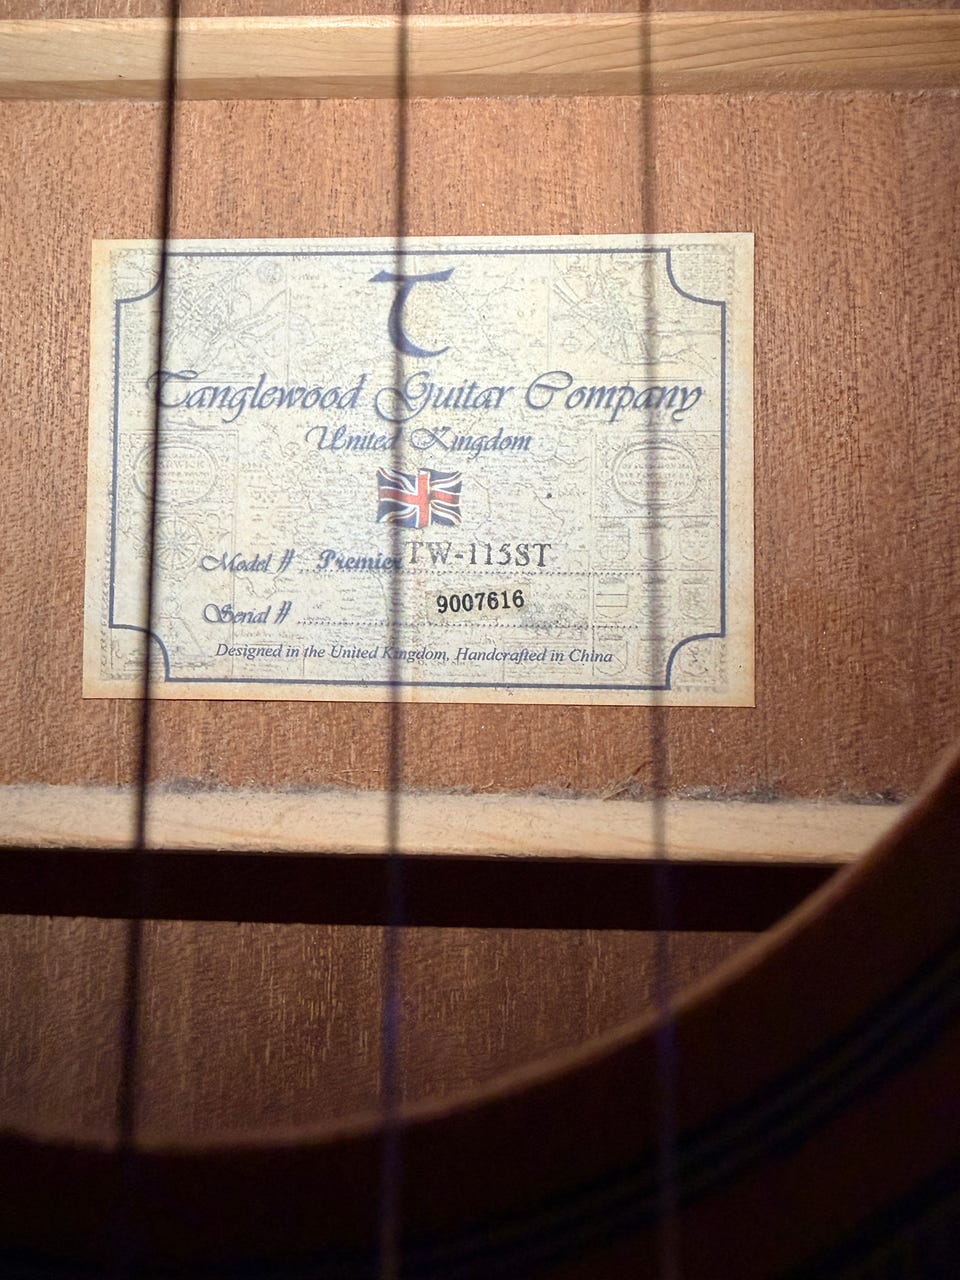 T
Tanglewood Guitar Company
United Kingdom
Model # Premier TW-115ST
Serial # 9007616
Designed in the United Kingdom, Handcrafted in China